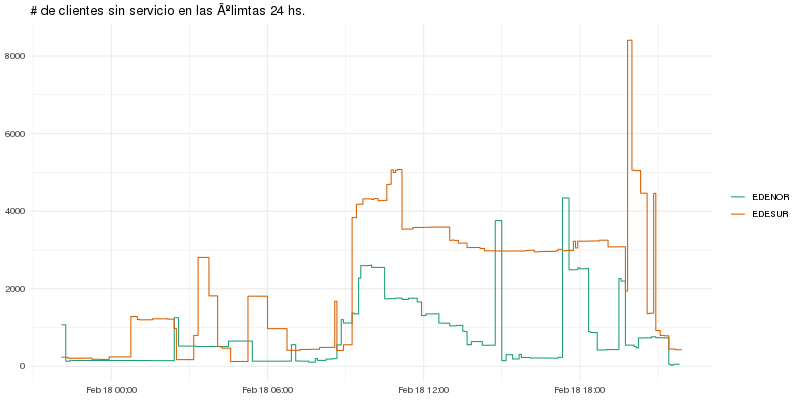 # de clientes sin servicio en las Ãºlimtas 24 hs.
8000
6000
4000
2000
0
Feb 18 00:00
Feb 18 06:00
Feb 18 12:00
Feb 18 18:00
EDENOR
EDESUR